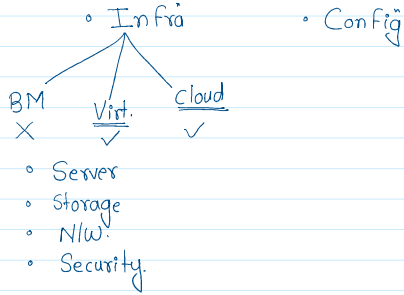 • Infra • Config
BM Virt. Cloud
X ✓ ✓
• Server
• Storage
• N/W.
• Security.